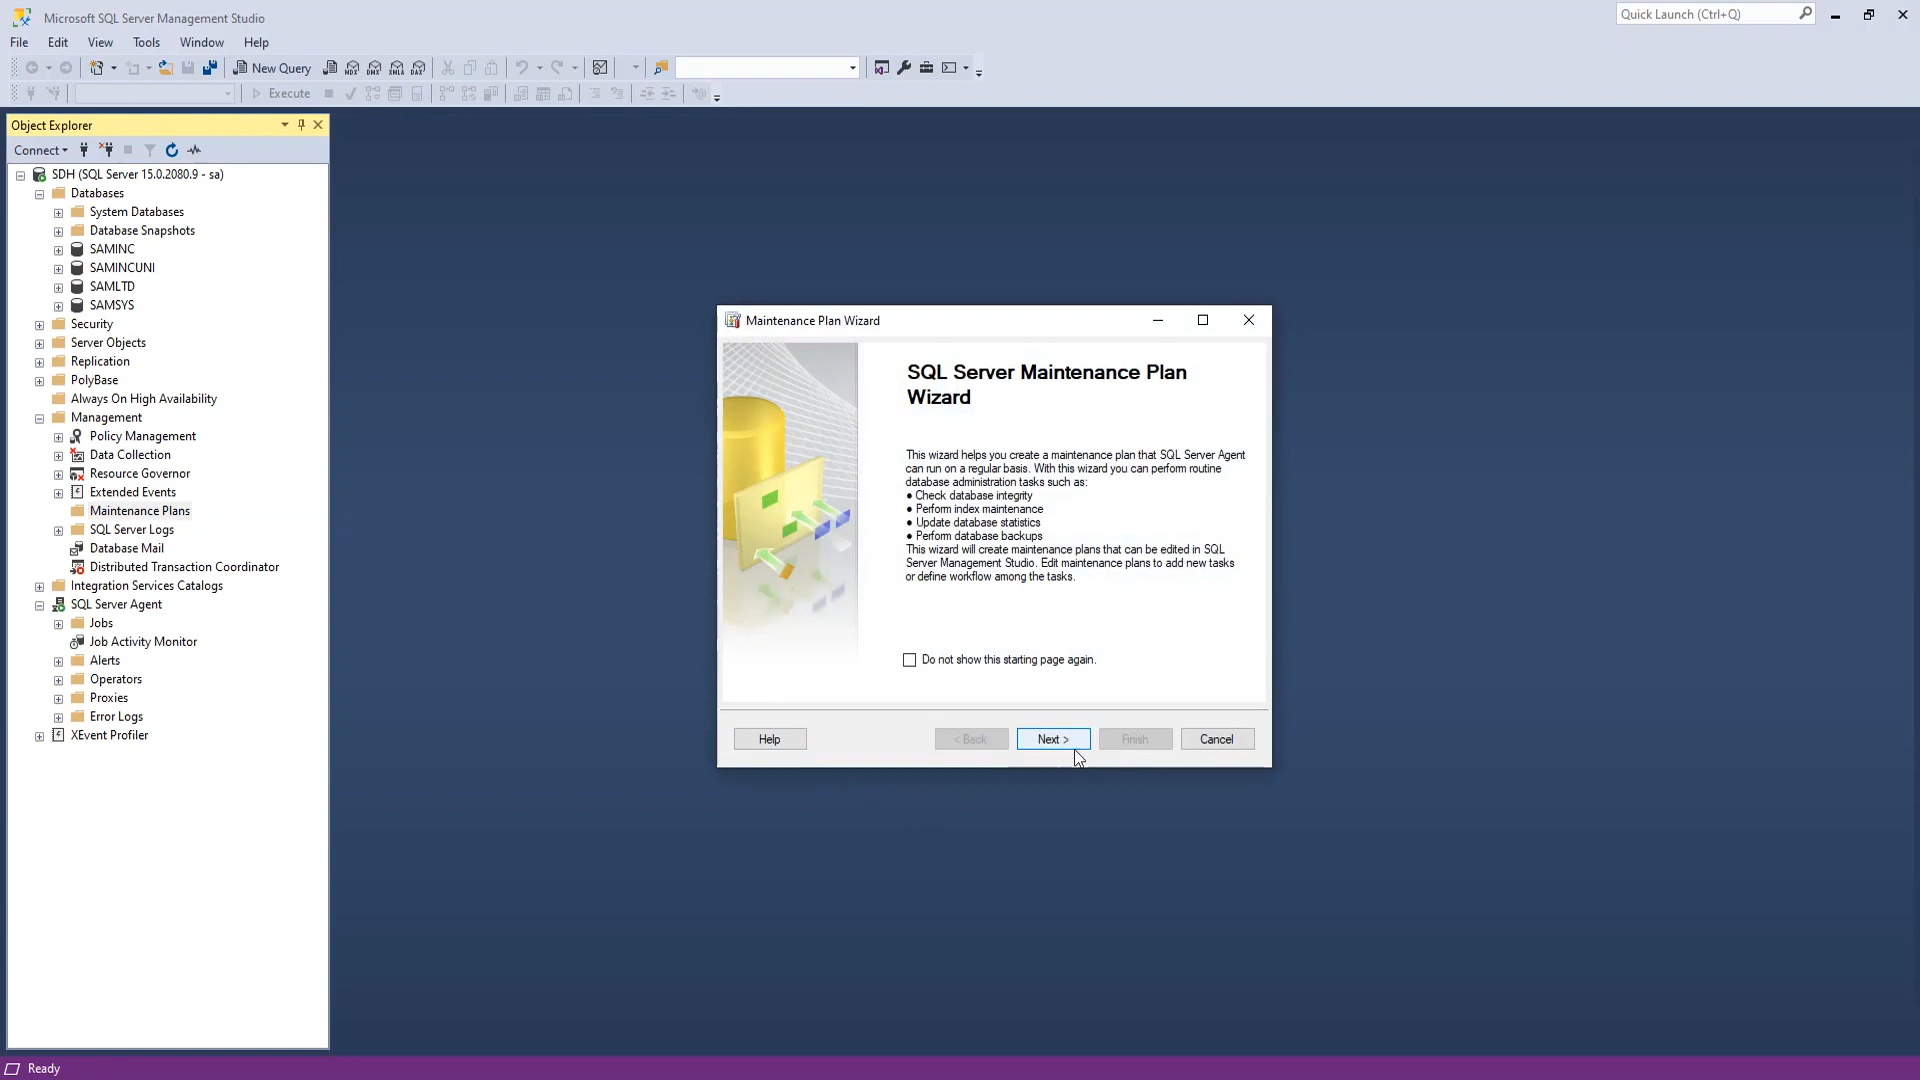 Microsoft SQL Server Management Studio
Quick Launch (Ctrl+Q)
File Edit View Tools Window Help
New Query
MDX DMX XMLA DAX
Execute
Object Explorer
Connect
SDH (SQL Server 15.0.2080.9 - sa)
Databases
System Databases
Database Snapshots
SAMINC
SAMINCUNI
SAMLTD
SAMSYS
Security
Server Objects
Replication
PolyBase
Always On High Availability
Management
Policy Management
Data Collection
Resource Governor
Extended Events
Maintenance Plans
SQL Server Logs
Database Mail
Distributed Transaction Coordinator
Integration Services Catalogs
SQL Server Agent
Jobs
Job Activity Monitor
Alerts
Operators
Proxies
Error Logs
XEvent Profiler
Maintenance Plan Wizard
SQL Server Maintenance Plan
Wizard
This wizard helps you create a maintenance plan that SQL Server Agent
can run on a regular basis. With this wizard you can perform routine
database administration tasks such as:
● Check database integrity
● Perform index maintenance
● Update database statistics
● Perform database backups
This wizard will create maintenance plans that can be edited in SQL
Server Management Studio. Edit maintenance plans to add new tasks
or define workflow among the tasks.
Do not show this starting page again.
Help < Back Next > Finish Cancel
Ready